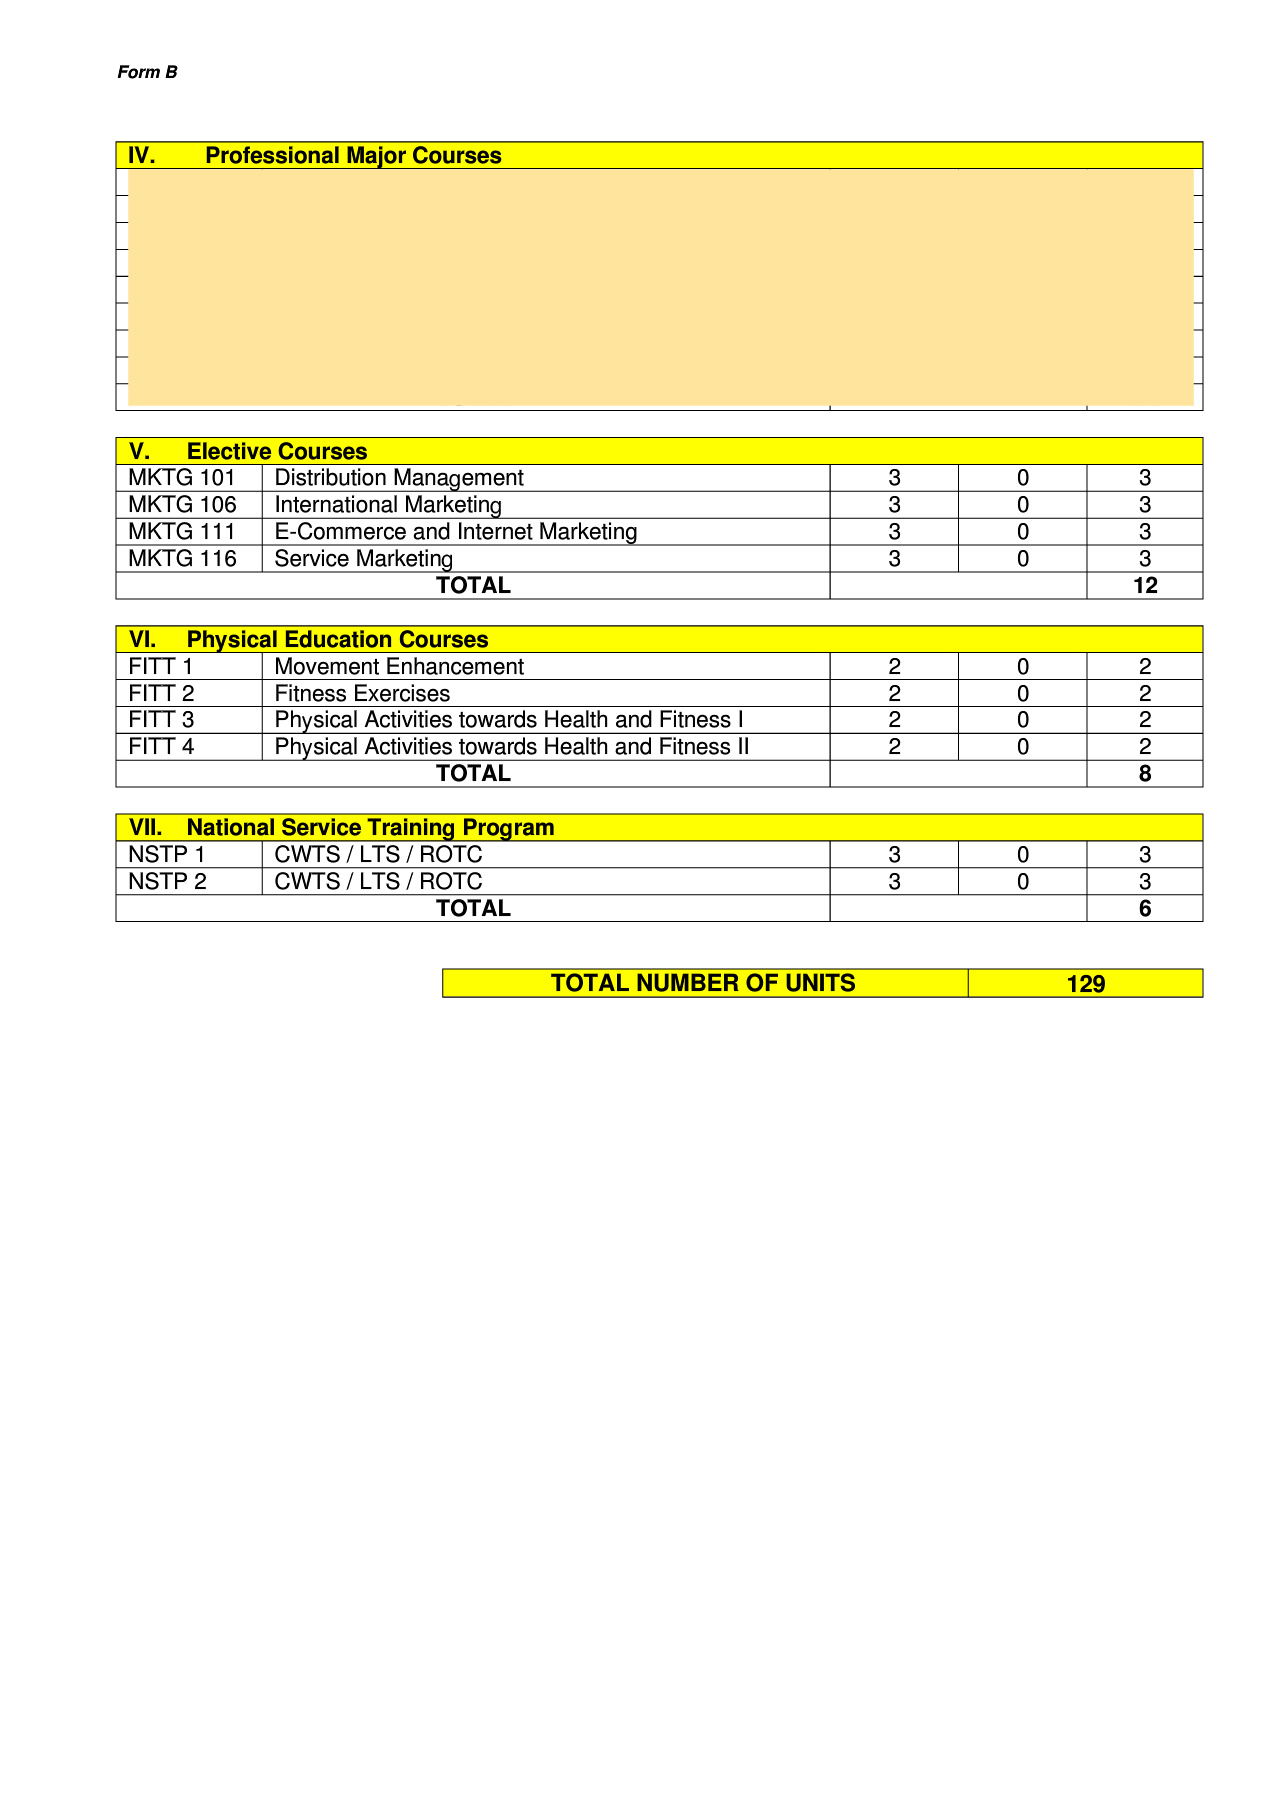 Form B
IV. Professional Major Courses
V. Elective Courses
MKTG 101 Distribution Management 3 0 3
MKTG 106 International Marketing 3 0 3
MKTG 111 E-Commerce and Internet Marketing 3 0 3
MKTG 116 Service Marketing 3 0 3
TOTAL 12
VI. Physical Education Courses
FITT 1 Movement Enhancement 2 0 2
FITT 2 Fitness Exercises 2 0 2
FITT 3 Physical Activities towards Health and Fitness I 2 0 2
FITT 4 Physical Activities towards Health and Fitness II 2 0 2
TOTAL 8
VII. National Service Training Program
NSTP 1 CWTS / LTS / ROTC 3 0 3
NSTP 2 CWTS / LTS / ROTC 3 0 3
TOTAL 6
TOTAL NUMBER OF UNITS 129